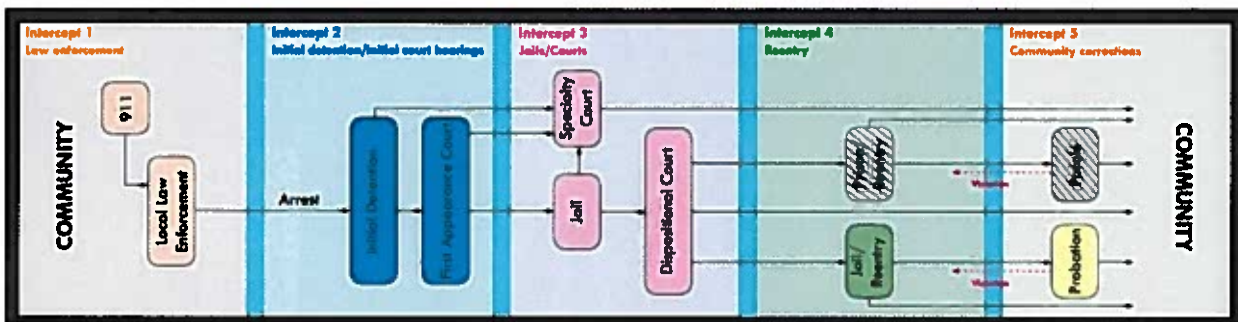 Intercept 1
Law enforcement
COMMUNITY
911
Local Law
Enforcement
Intercept 2
Initial detention/Initial court hearings
Arrest
Initial Detention
First Appearance Court
Intercept 3
Jails/Courts
Specialty
Court
Jail
Dispositional Court
Intercept 4
Reentry
Prison
Reentry
Jail/
Reentry
Violation
Violation
Intercept 5
Community corrections
Parole
Probation
COMMUNITY